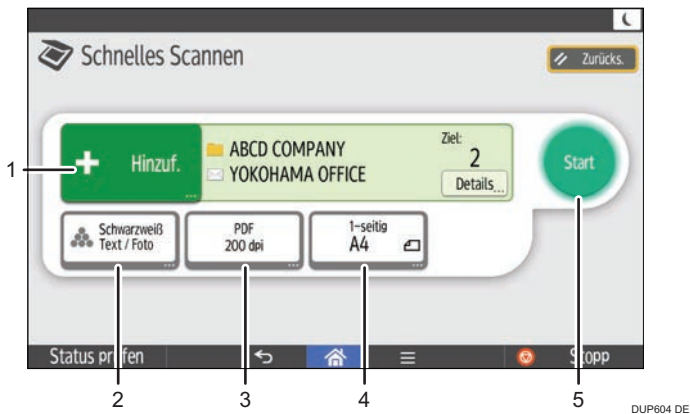 Schnelles Scannen
Zurücks.
1
Hinzuf.
ABCD COMPANY
YOKOHAMA OFFICE
Ziel:
2
Details...
Start
Schwarzweiß
Text / Foto
PDF
200 dpi
1-seitig
A4
Status prüfen
Stopp
2
3
4
5
DUP604 DE